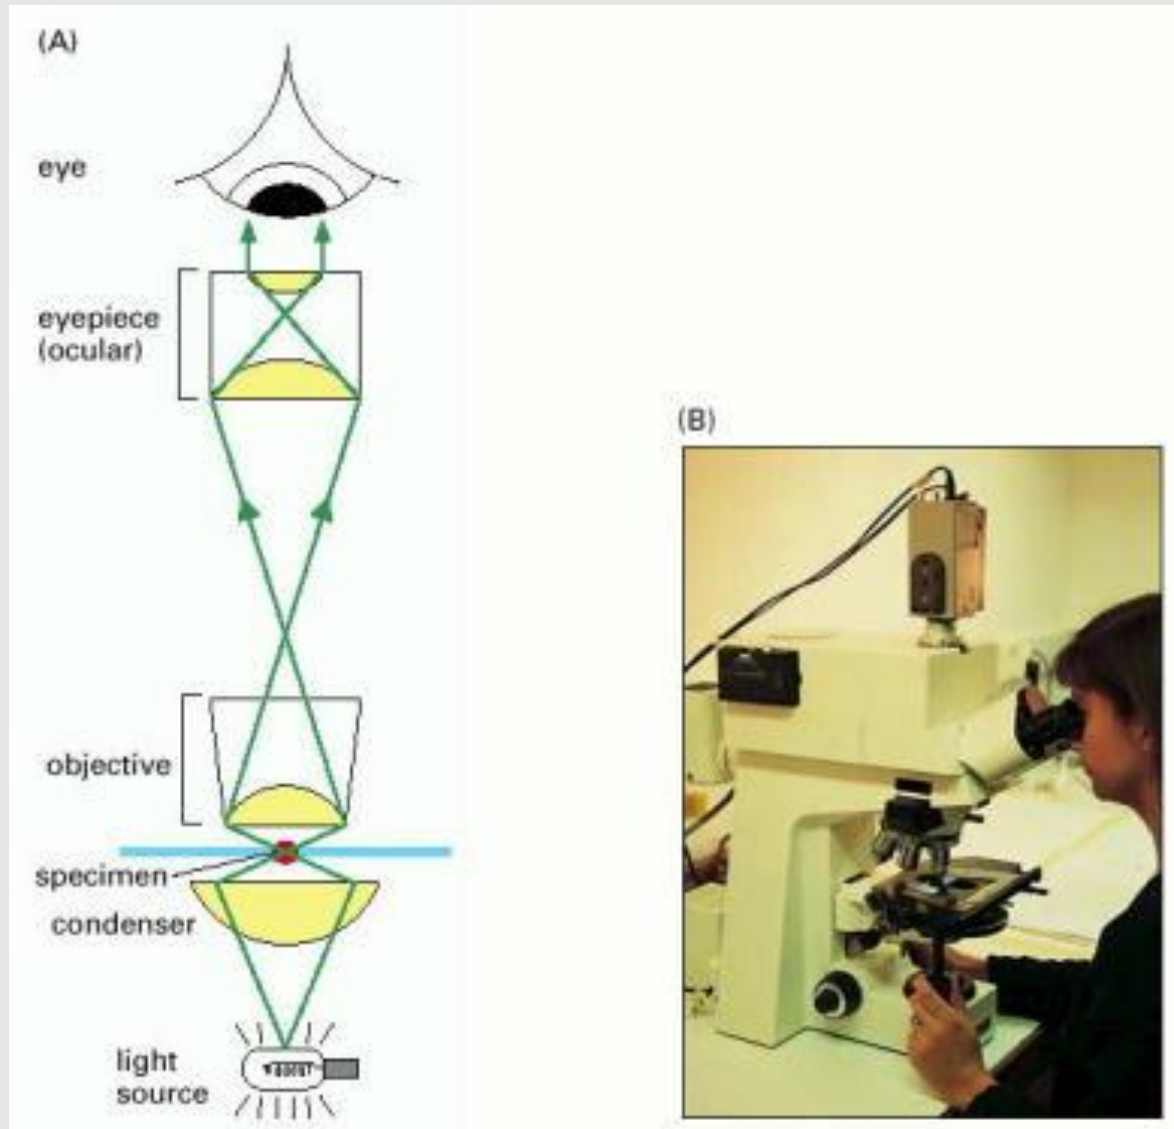 (A)
eye
eyepiece
(ocular)
objective
specimen
condenser
light
source
(B)